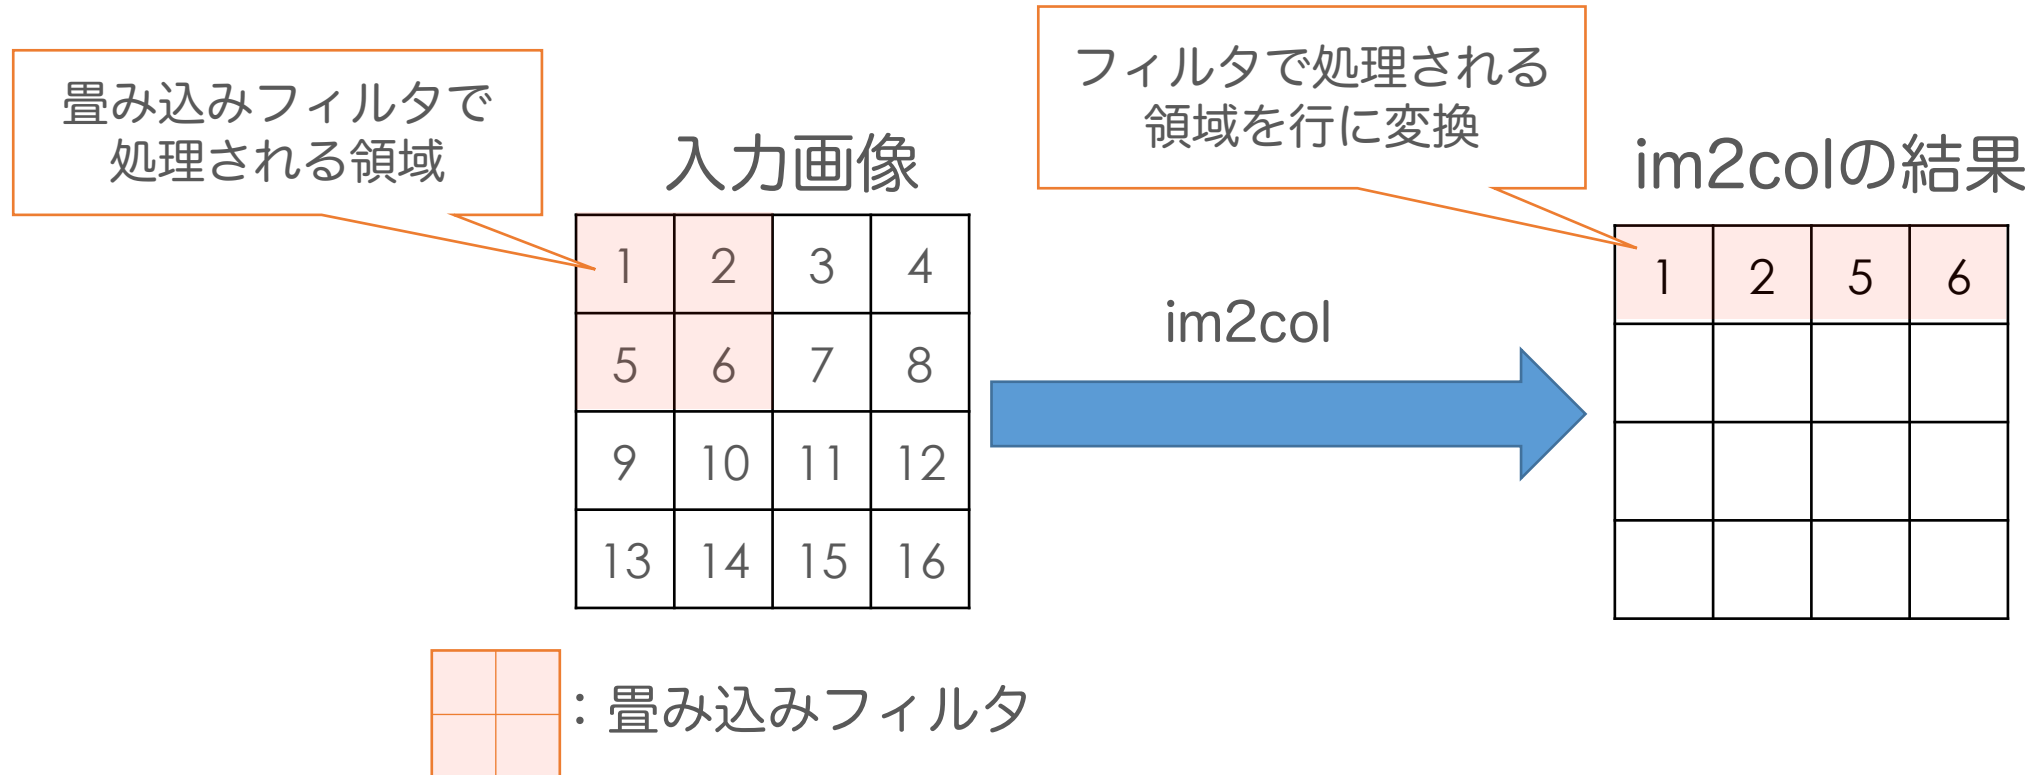 畳み込みフィルタで
処理される領域
フィルタで処理される
領域を行に変換
入力画像
im2colの結果
1 2 3 4
5 6 7 8
9 10 11 12
13 14 15 16
im2col
1 2 5 6
：畳み込みフィルタ